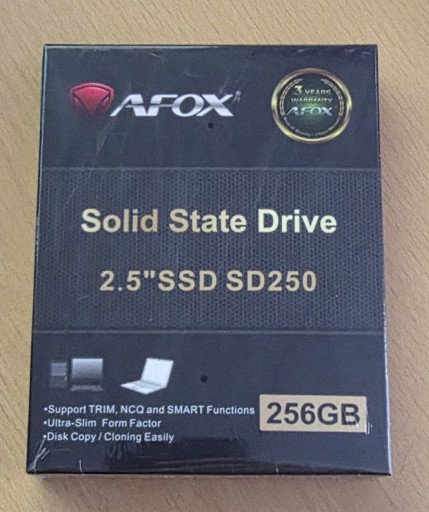 AFOX
3 YEARS
WARRANTY
AFOX
Solid State Drive
2.5"SSD SD250
•Support TRIM, NCQ and SMART Functions
•Ultra-Slim Form Factor
•Disk Copy / Cloning Easily
256GB